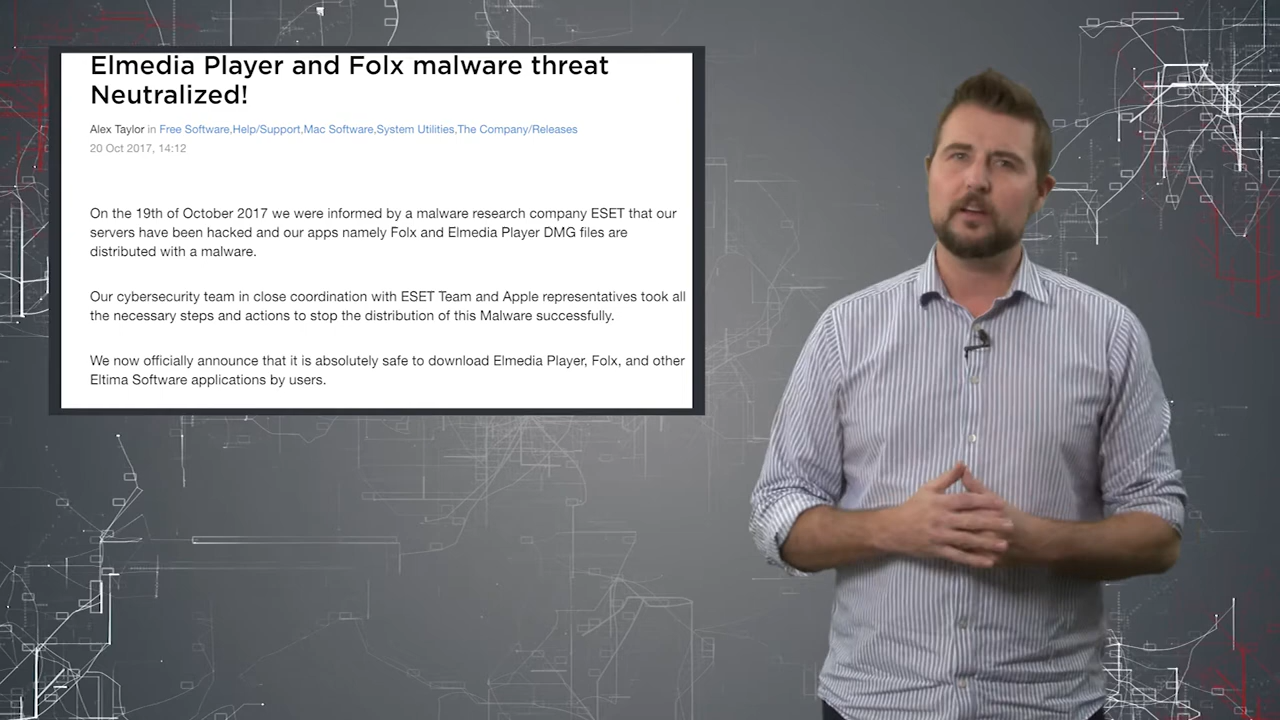 Elmedia Player and Folx malware threat
Neutralized!
Alex Taylor in Free Software,Help/Support,Mac Software,System Utilities,The Company/Releases
20 Oct 2017, 14:12
On the 19th of October 2017 we were informed by a malware research company ESET that our
servers have been hacked and our apps namely Folx and Elmedia Player DMG files are
distributed with a malware.
Our cybersecurity team in close coordination with ESET Team and Apple representatives took all
the necessary steps and actions to stop the distribution of this Malware successfully.
We now officially announce that it is absolutely safe to download Elmedia Player, Folx, and other
Eltima Software applications by users.